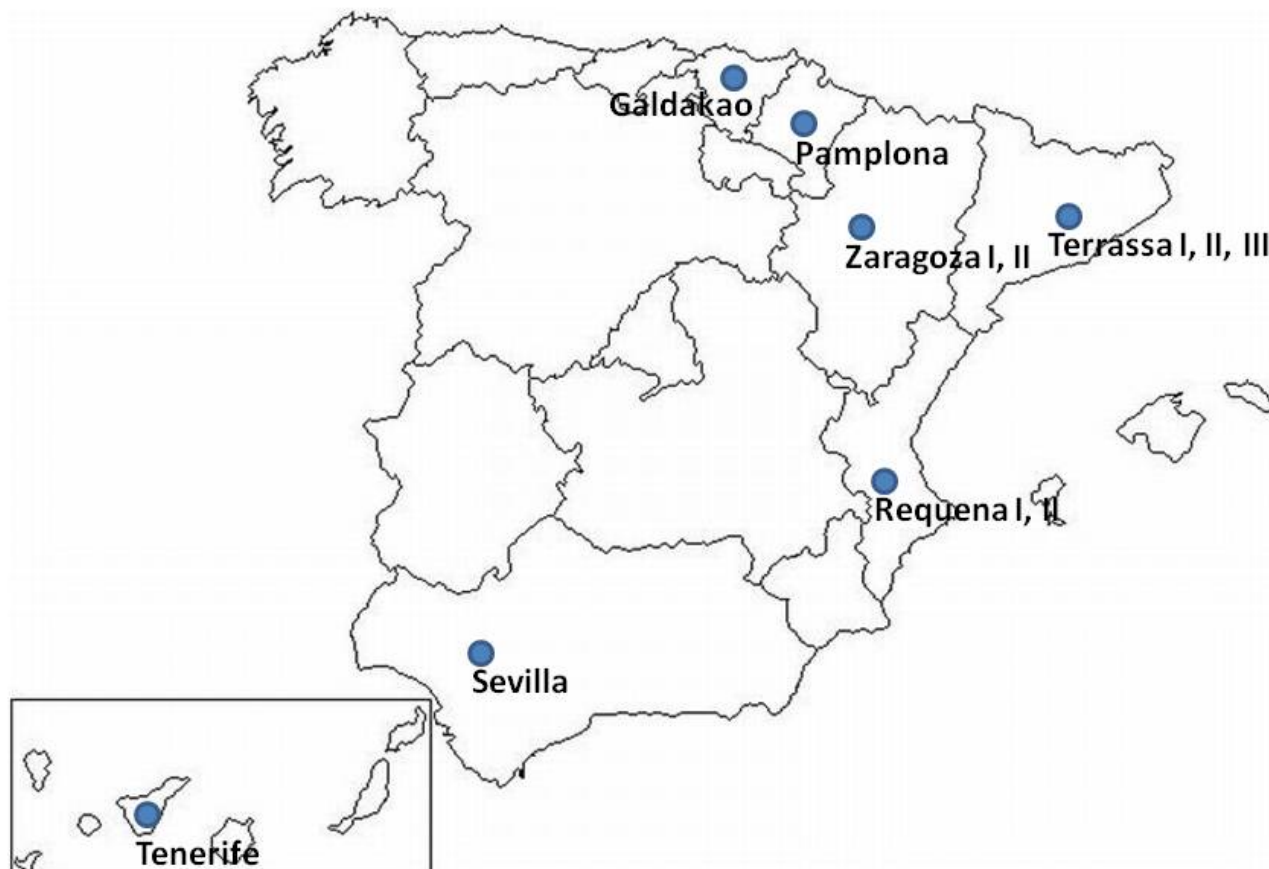 Galdakao
Pamplona
Zaragoza I, II
Terrassa I, II, III
Requena I, II
Sevilla
Tenerife